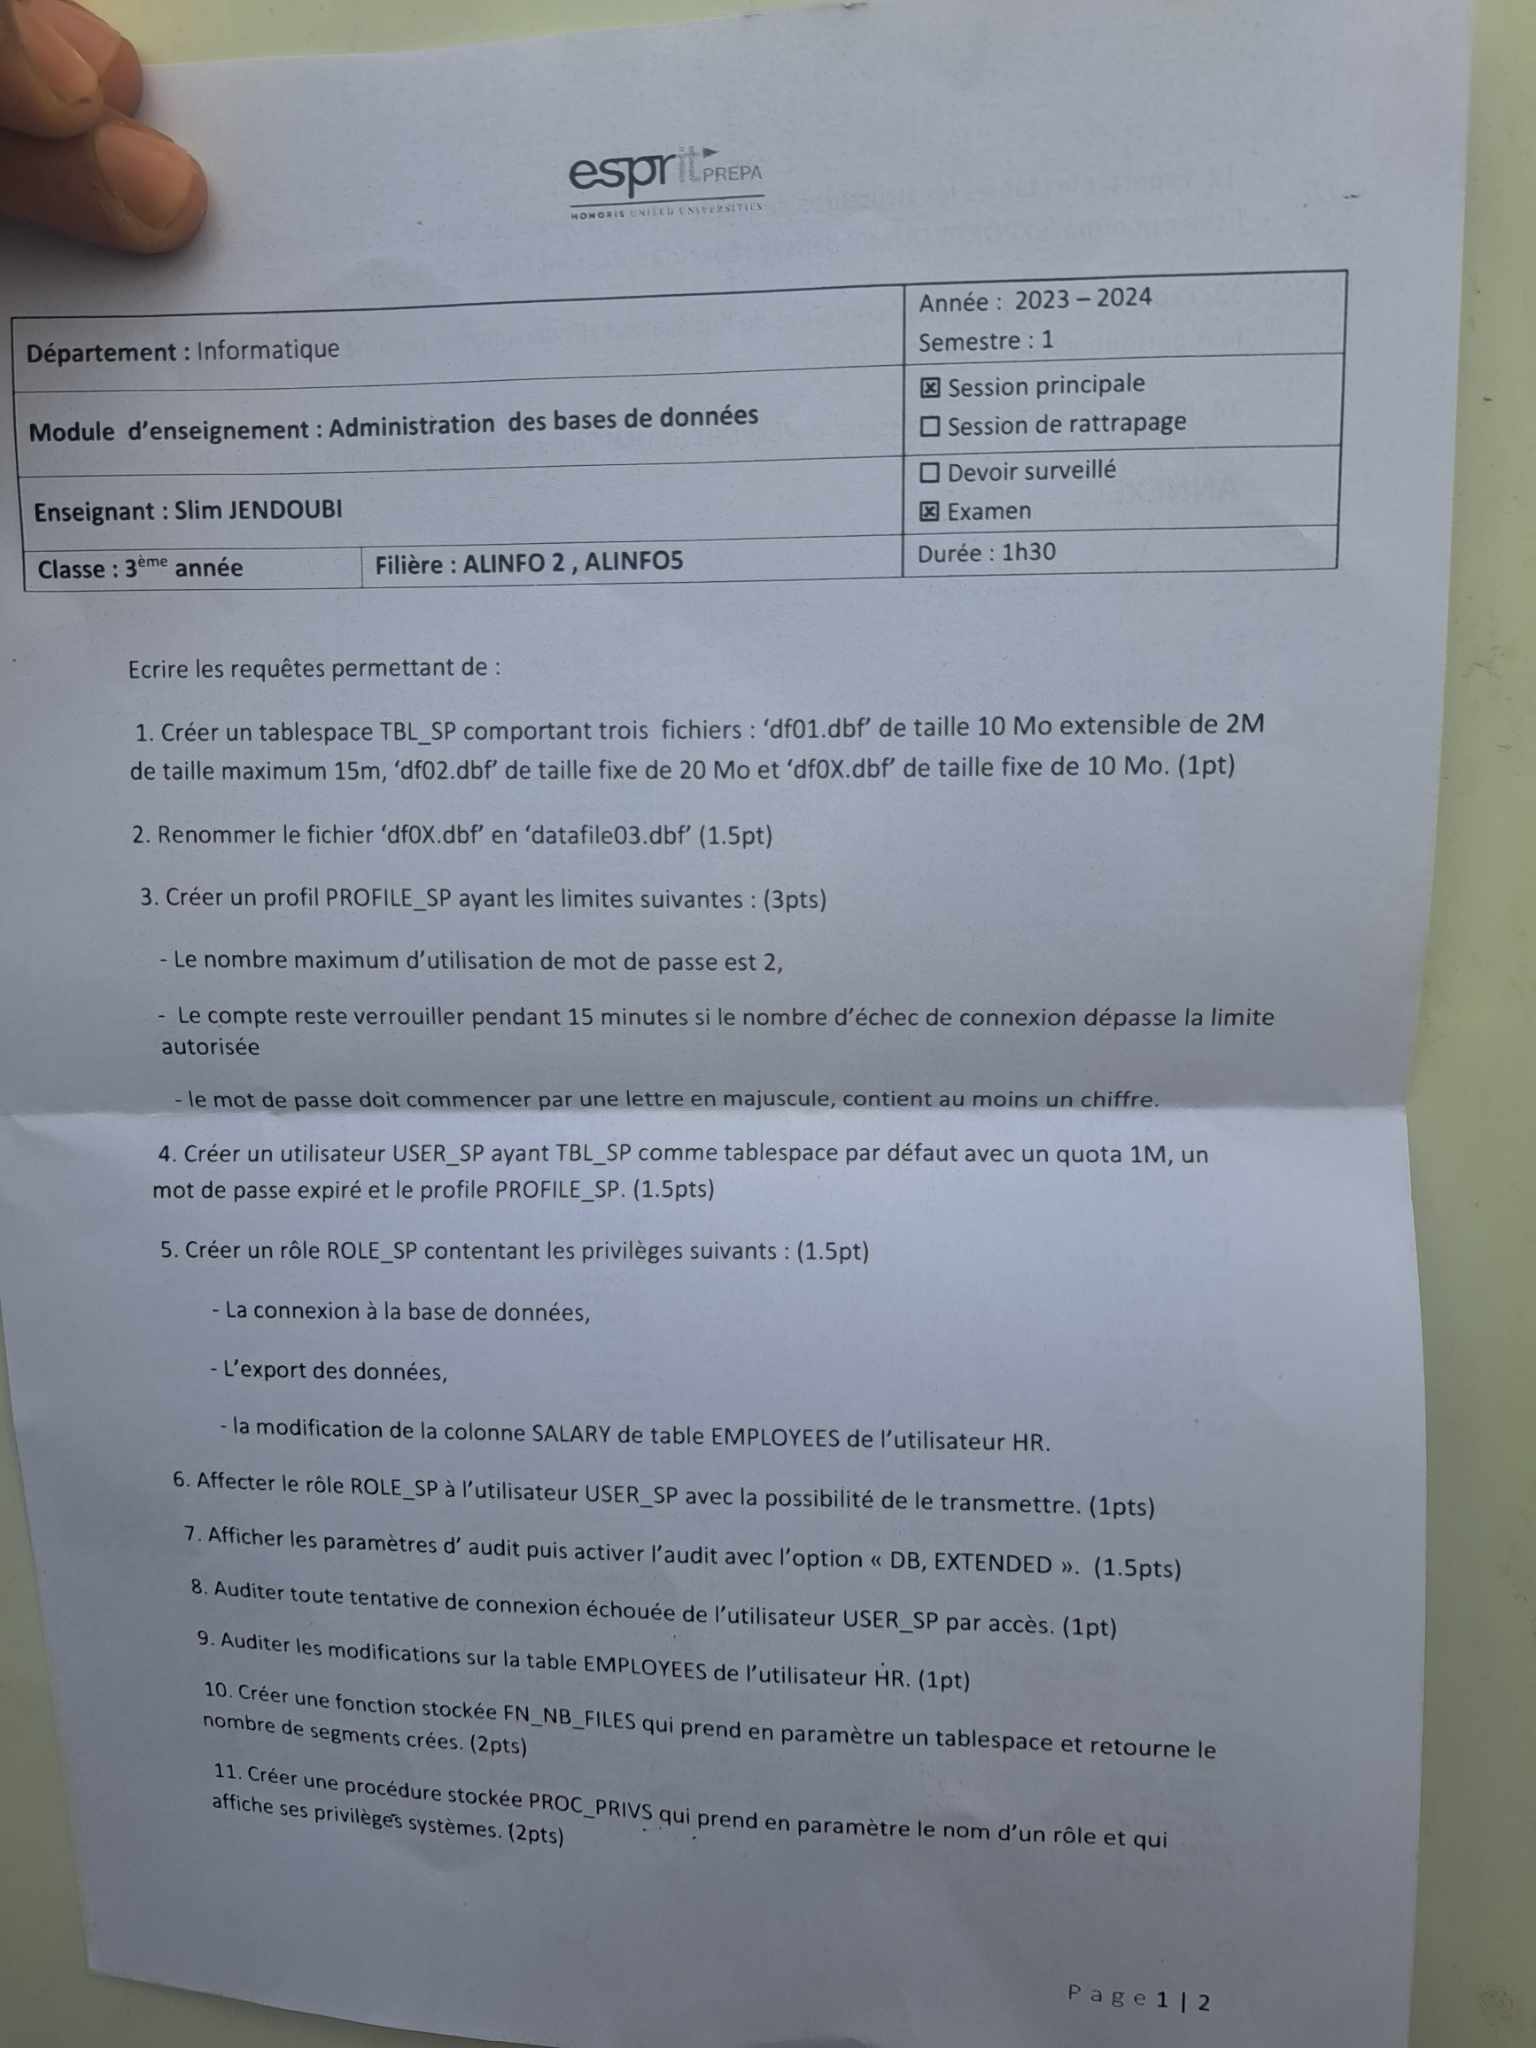 esprit PREPA
HONORIS UNITED UNIVERSITIES
Département : Informatique
Année : 2023 – 2024
Semestre : 1
Module d'enseignement : Administration des bases de données
☒ Session principale
☐ Session de rattrapage
Enseignant : Slim JENDOUBI
☐ Devoir surveillé
☒ Examen
Classe : 3ème année
Filière : ALINFO 2 , ALINFO5
Durée : 1h30
Ecrire les requêtes permettant de :
1. Créer un tablespace TBL_SP comportant trois fichiers : ‘df01.dbf’ de taille 10 Mo extensible de 2M
de taille maximum 15m, ‘df02.dbf’ de taille fixe de 20 Mo et ‘df0X.dbf’ de taille fixe de 10 Mo. (1pt)
2. Renommer le fichier ‘df0X.dbf’ en ‘datafile03.dbf’ (1.5pt)
3. Créer un profil PROFILE_SP ayant les limites suivantes : (3pts)
- Le nombre maximum d’utilisation de mot de passe est 2,
- Le compte reste verrouiller pendant 15 minutes si le nombre d’échec de connexion dépasse la limite
autorisée
- le mot de passe doit commencer par une lettre en majuscule, contient au moins un chiffre.
4. Créer un utilisateur USER_SP ayant TBL_SP comme tablespace par défaut avec un quota 1M, un
mot de passe expiré et le profile PROFILE_SP. (1.5pts)
5. Créer un rôle ROLE_SP contentant les privilèges suivants : (1.5pt)
- La connexion à la base de données,
- L’export des données,
- la modification de la colonne SALARY de table EMPLOYEES de l’utilisateur HR.
6. Affecter le rôle ROLE_SP à l’utilisateur USER_SP avec la possibilité de le transmettre. (1pts)
7. Afficher les paramètres d’ audit puis activer l’audit avec l’option « DB, EXTENDED ». (1.5pts)
8. Auditer toute tentative de connexion échouée de l’utilisateur USER_SP par accès. (1pt)
9. Auditer les modifications sur la table EMPLOYEES de l’utilisateur HR. (1pt)
10. Créer une fonction stockée FN_NB_FILES qui prend en paramètre un tablespace et retourne le
nombre de segments crées. (2pts)
11. Créer une procédure stockée PROC_PRIVS qui prend en paramètre le nom d’un rôle et qui
affiche ses privilèges systèmes. (2pts)
Page 1 | 2